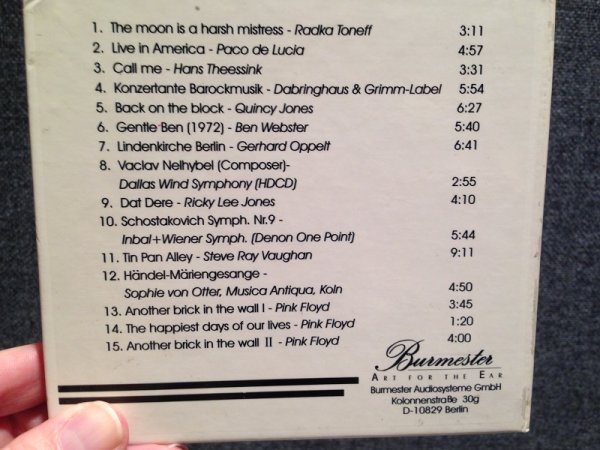 1. The moon is a harsh mistress - Radka Toneff 3:11
2. Live in America - Paco de Lucia 4:57
3. Call me - Hans Theessink 3:31
4. Konzertante Barockmusik - Dabringhaus & Grimm-Label 5:54
5. Back on the block - Quincy Jones 6:27
6. Gentle Ben (1972) - Ben Webster 5:40
7. Lindenkirche Berlin - Gerhard Oppelt 6:41
8. Vaclav Nelhybel (Composer)-
Dallas Wind Symphony (HDCD) 2:55
9. Dat Dere - Ricky Lee Jones 4:10
10. Schostakovich Symph. Nr.9 -
Inbal+Wiener Symph. (Denon One Point) 5:44
11. Tin Pan Alley - Steve Ray Vaughan 9:11
12. Händel-Märiengesange -
Sophie von Otter, Musica Antiqua, Koln 4:50
13. Another brick in the wall I - Pink Floyd 3:45
14. The happiest days of our lives - Pink Floyd 1:20
15. Another brick in the wall II - Pink Floyd 4:00
Burmester
ART FOR THE EAR
Burmester Audiosysteme GmbH
Kolonnenstraße 30g
D-10829 Berlin